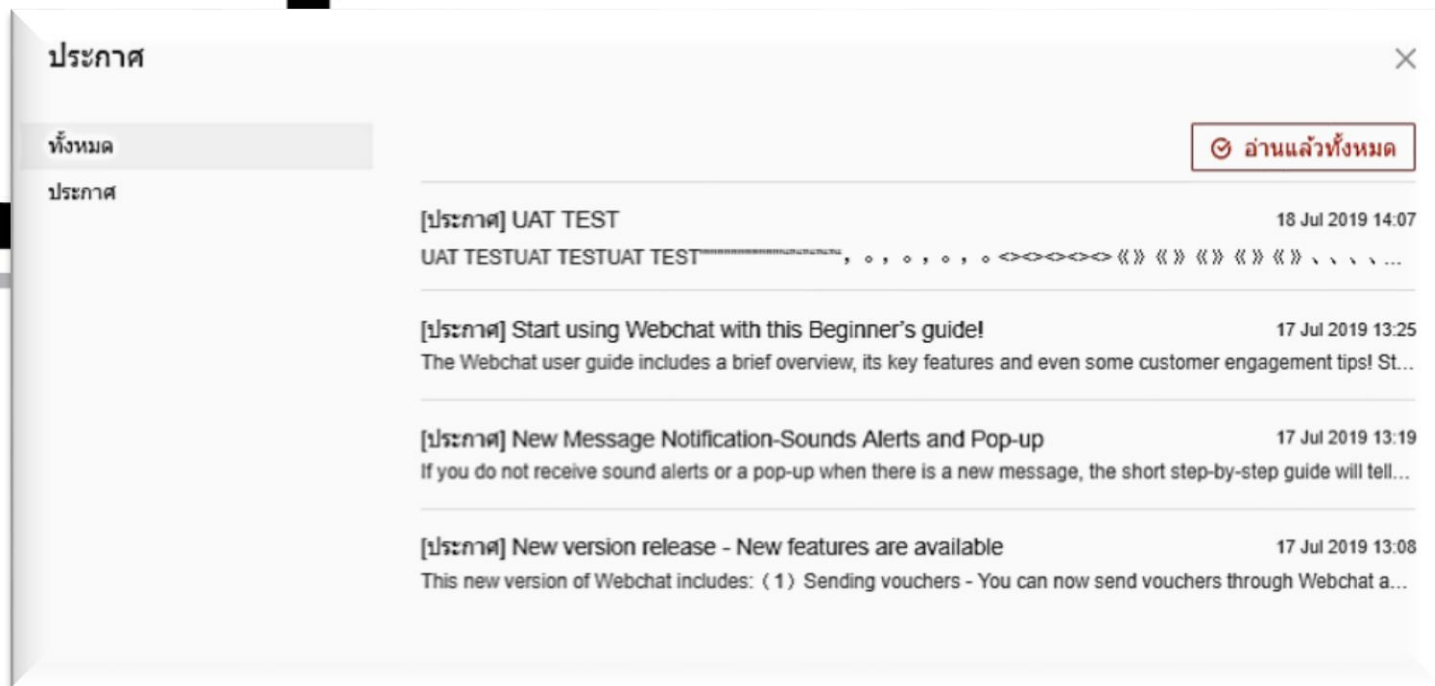 ประกาศ
ทั้งหมด
อ่านแล้วทั้งหมด
ประกาศ
[ประกาศ] UAT TEST 18 Jul 2019 14:07
UAT TESTUAT TESTUAT TEST , 。, 。, 。, 。<><><><><>《》《》《》《》《》、、、、...
[ประกาศ] Start using Webchat with this Beginner’s guide! 17 Jul 2019 13:25
The Webchat user guide includes a brief overview, its key features and even some customer engagement tips! St...
[ประกาศ] New Message Notification-Sounds Alerts and Pop-up 17 Jul 2019 13:19
If you do not receive sound alerts or a pop-up when there is a new message, the short step-by-step guide will tell...
[ประกาศ] New version release - New features are available 17 Jul 2019 13:08
This new version of Webchat includes:（1）Sending vouchers - You can now send vouchers through Webchat a...